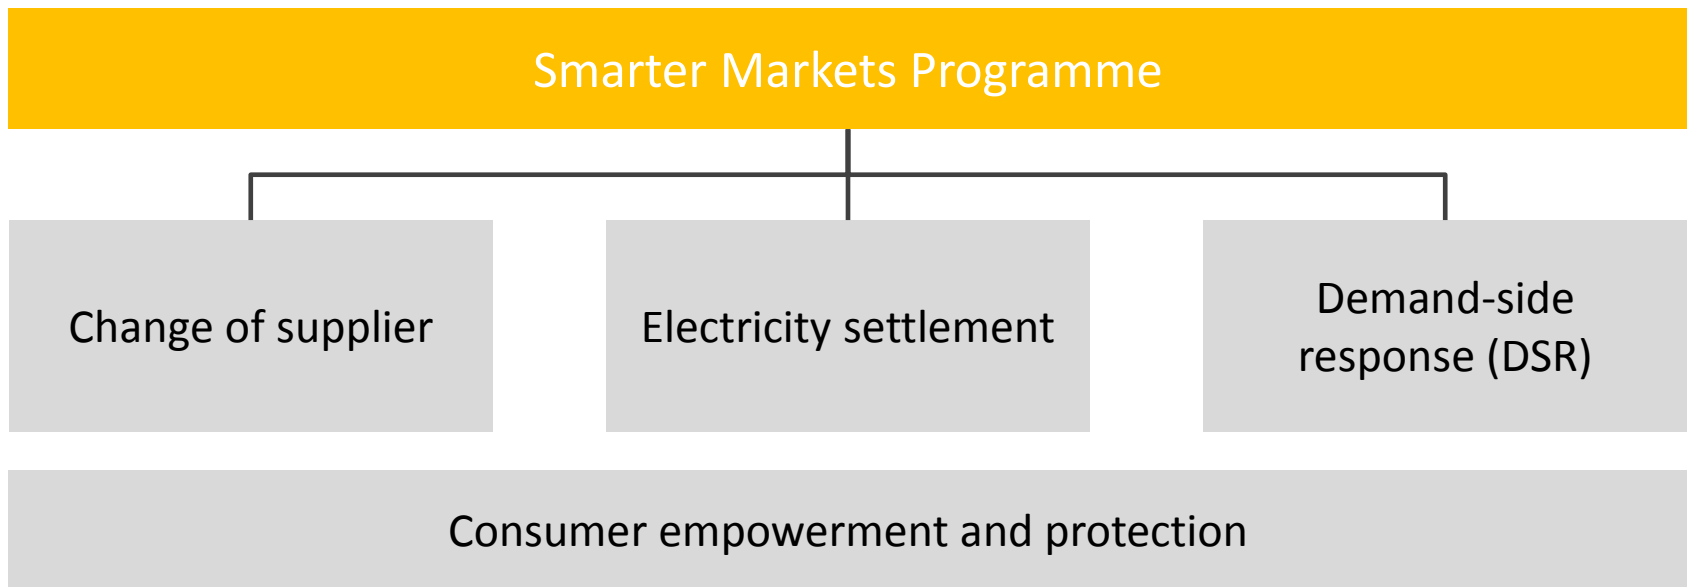 Smarter Markets Programme
Change of supplier
Electricity settlement
Demand-side
response (DSR)
Consumer empowerment and protection